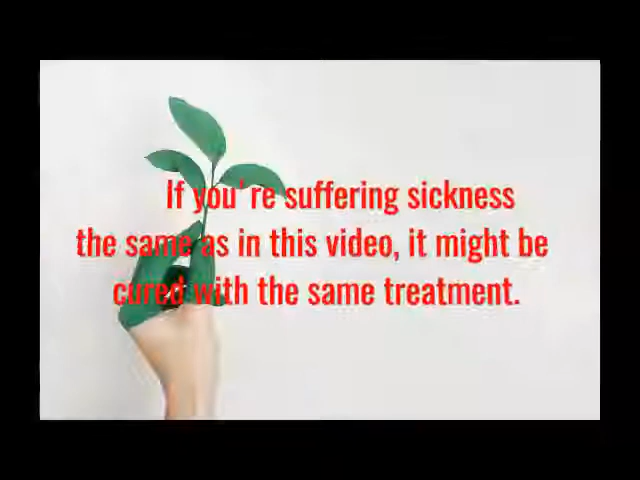 If you're suffering sickness
the same as in this video, it might be
cured with the same treatment.